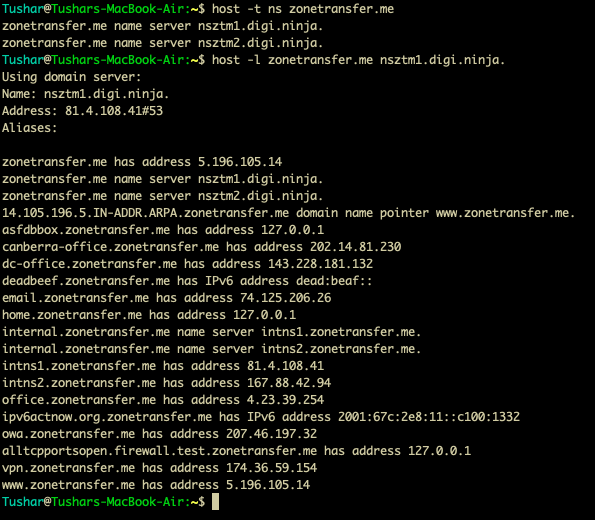 Tushar@Tushars-MacBook-Air:~$ host -t ns zonetransfer.me
zonetransfer.me name server nsztm1.digi.ninja.
zonetransfer.me name server nsztm2.digi.ninja.
Tushar@Tushars-MacBook-Air:~$ host -l zonetransfer.me nsztm1.digi.ninja.
Using domain server:
Name: nsztm1.digi.ninja.
Address: 81.4.108.41#53
Aliases:

zonetransfer.me has address 5.196.105.14
zonetransfer.me name server nsztm1.digi.ninja.
zonetransfer.me name server nsztm2.digi.ninja.
14.105.196.5.IN-ADDR.ARPA.zonetransfer.me domain name pointer www.zonetransfer.me.
asfdbbox.zonetransfer.me has address 127.0.0.1
canberra-office.zonetransfer.me has address 202.14.81.230
dc-office.zonetransfer.me has address 143.228.181.132
deadbeef.zonetransfer.me has IPv6 address dead:beaf::
email.zonetransfer.me has address 74.125.206.26
home.zonetransfer.me has address 127.0.0.1
internal.zonetransfer.me name server intns1.zonetransfer.me.
internal.zonetransfer.me name server intns2.zonetransfer.me.
intns1.zonetransfer.me has address 81.4.108.41
intns2.zonetransfer.me has address 167.88.42.94
office.zonetransfer.me has address 4.23.39.254
ipv6actnow.org.zonetransfer.me has IPv6 address 2001:67c:2e8:11::c100:1332
owa.zonetransfer.me has address 207.46.197.32
alltcpportsopen.firewall.test.zonetransfer.me has address 127.0.0.1
vpn.zonetransfer.me has address 174.36.59.154
www.zonetransfer.me has address 5.196.105.14
Tushar@Tushars-MacBook-Air:~$